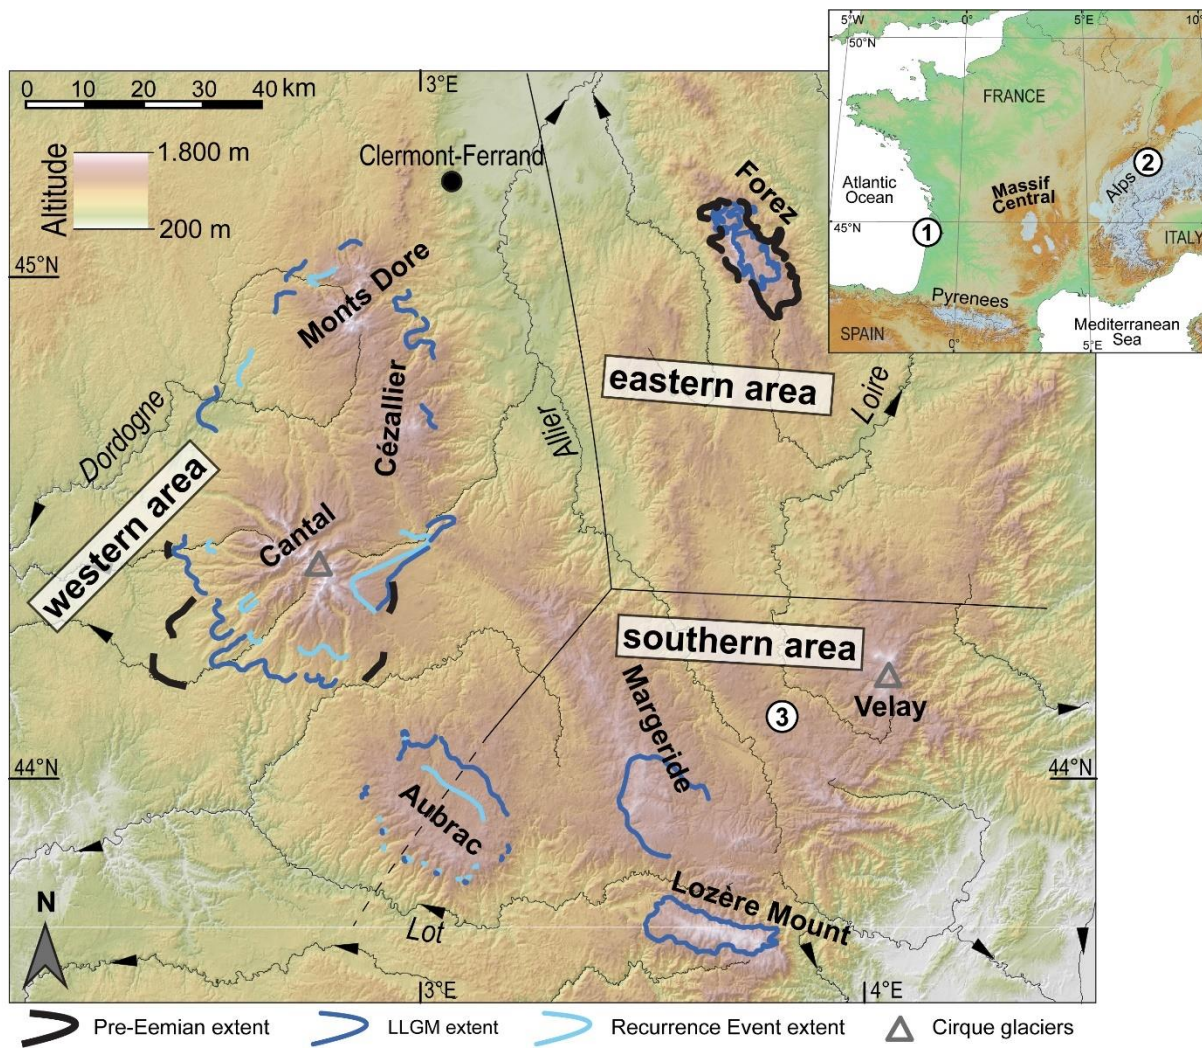 0 10 20 30 40 km
3°E
Altitude
1.800 m
200 m
Clermont-Ferrand
45°N
Monts Dore
Forez
5°W 0° 5°E 10°
50°N
FRANCE
Atlantic
Ocean
Massif
Central
Alps
2
45°N
1
ITALY
Pyrenees
Mediterranean
Sea
SPAIN
0°
5°E
eastern area
Loire
Allier
Cézallier
Dordogne
western area
Cantal
southern area
Margeride
3
Velay
44°N
44°N
Aubrac
Lozère Mount
N
Lot
3°E
4°E
Pre-Eemian extent
LLGM extent
Recurrence Event extent
Cirque glaciers